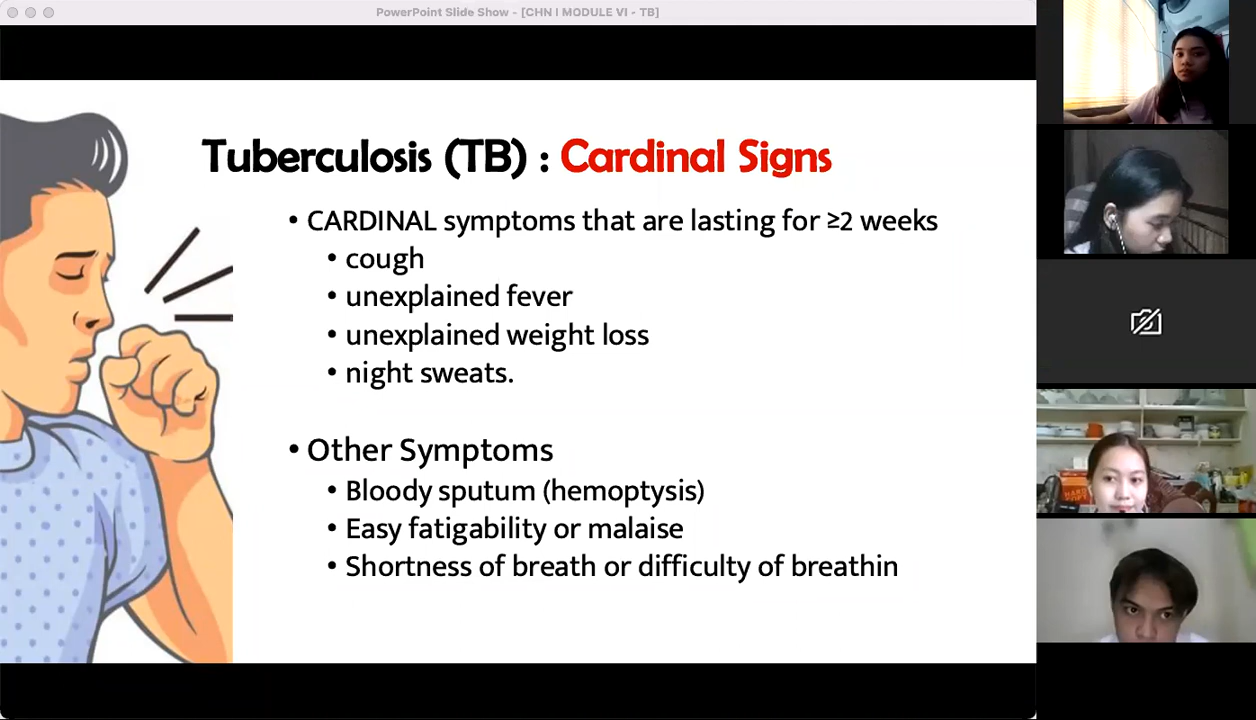 PowerPoint Slide Show - [CHN | MODULE VI - TB]
Tuberculosis (TB) : Cardinal Signs
• CARDINAL symptoms that are lasting for ≥2 weeks
• cough
• unexplained fever
• unexplained weight loss
• night sweats.
• Other Symptoms
• Bloody sputum (hemoptysis)
• Easy fatigability or malaise
• Shortness of breath or difficulty of breathin
HARD
COPY